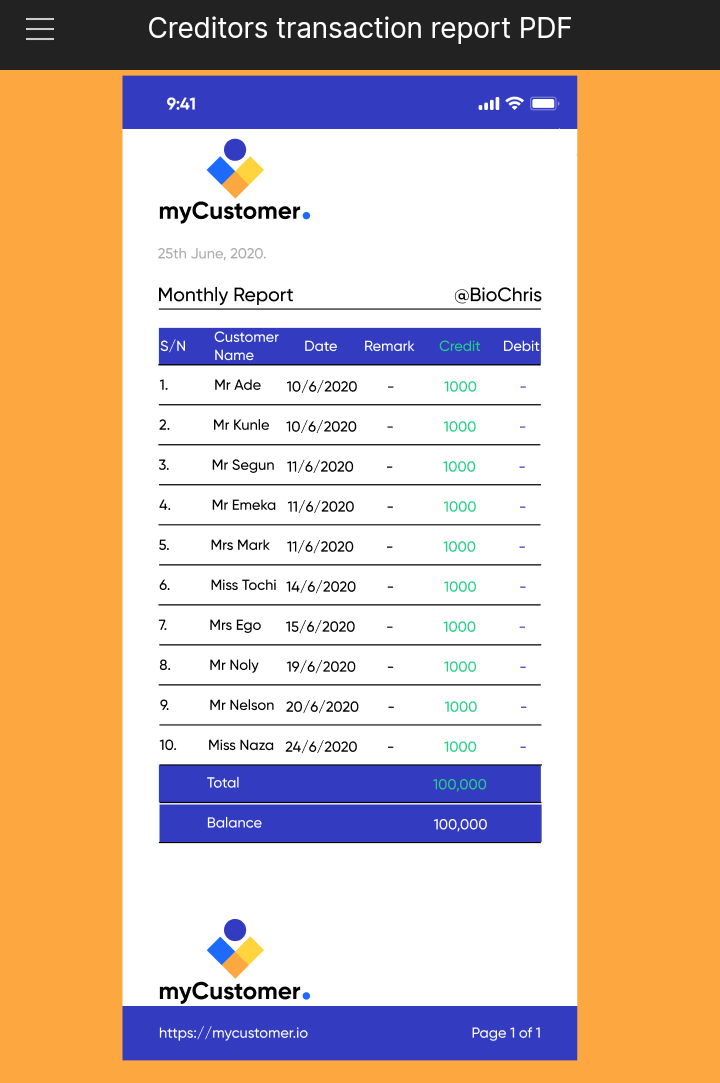 Creditors transaction report PDF
9:41
myCustomer.
25th June, 2020.
Monthly Report @BioChris
S/N Customer Name Date Remark Credit Debit
1. Mr Ade 10/6/2020 - 1000 -
2. Mr Kunle 10/6/2020 - 1000 -
3. Mr Segun 11/6/2020 - 1000 -
4. Mr Emeka 11/6/2020 - 1000 -
5. Mrs Mark 11/6/2020 - 1000 -
6. Miss Tochi 14/6/2020 - 1000 -
7. Mrs Ego 15/6/2020 - 1000 -
8. Mr Noly 19/6/2020 - 1000 -
9. Mr Nelson 20/6/2020 - 1000 -
10. Miss Naza 24/6/2020 - 1000 -
Total 100,000
Balance 100,000
myCustomer.
https://mycustomer.io Page 1 of 1